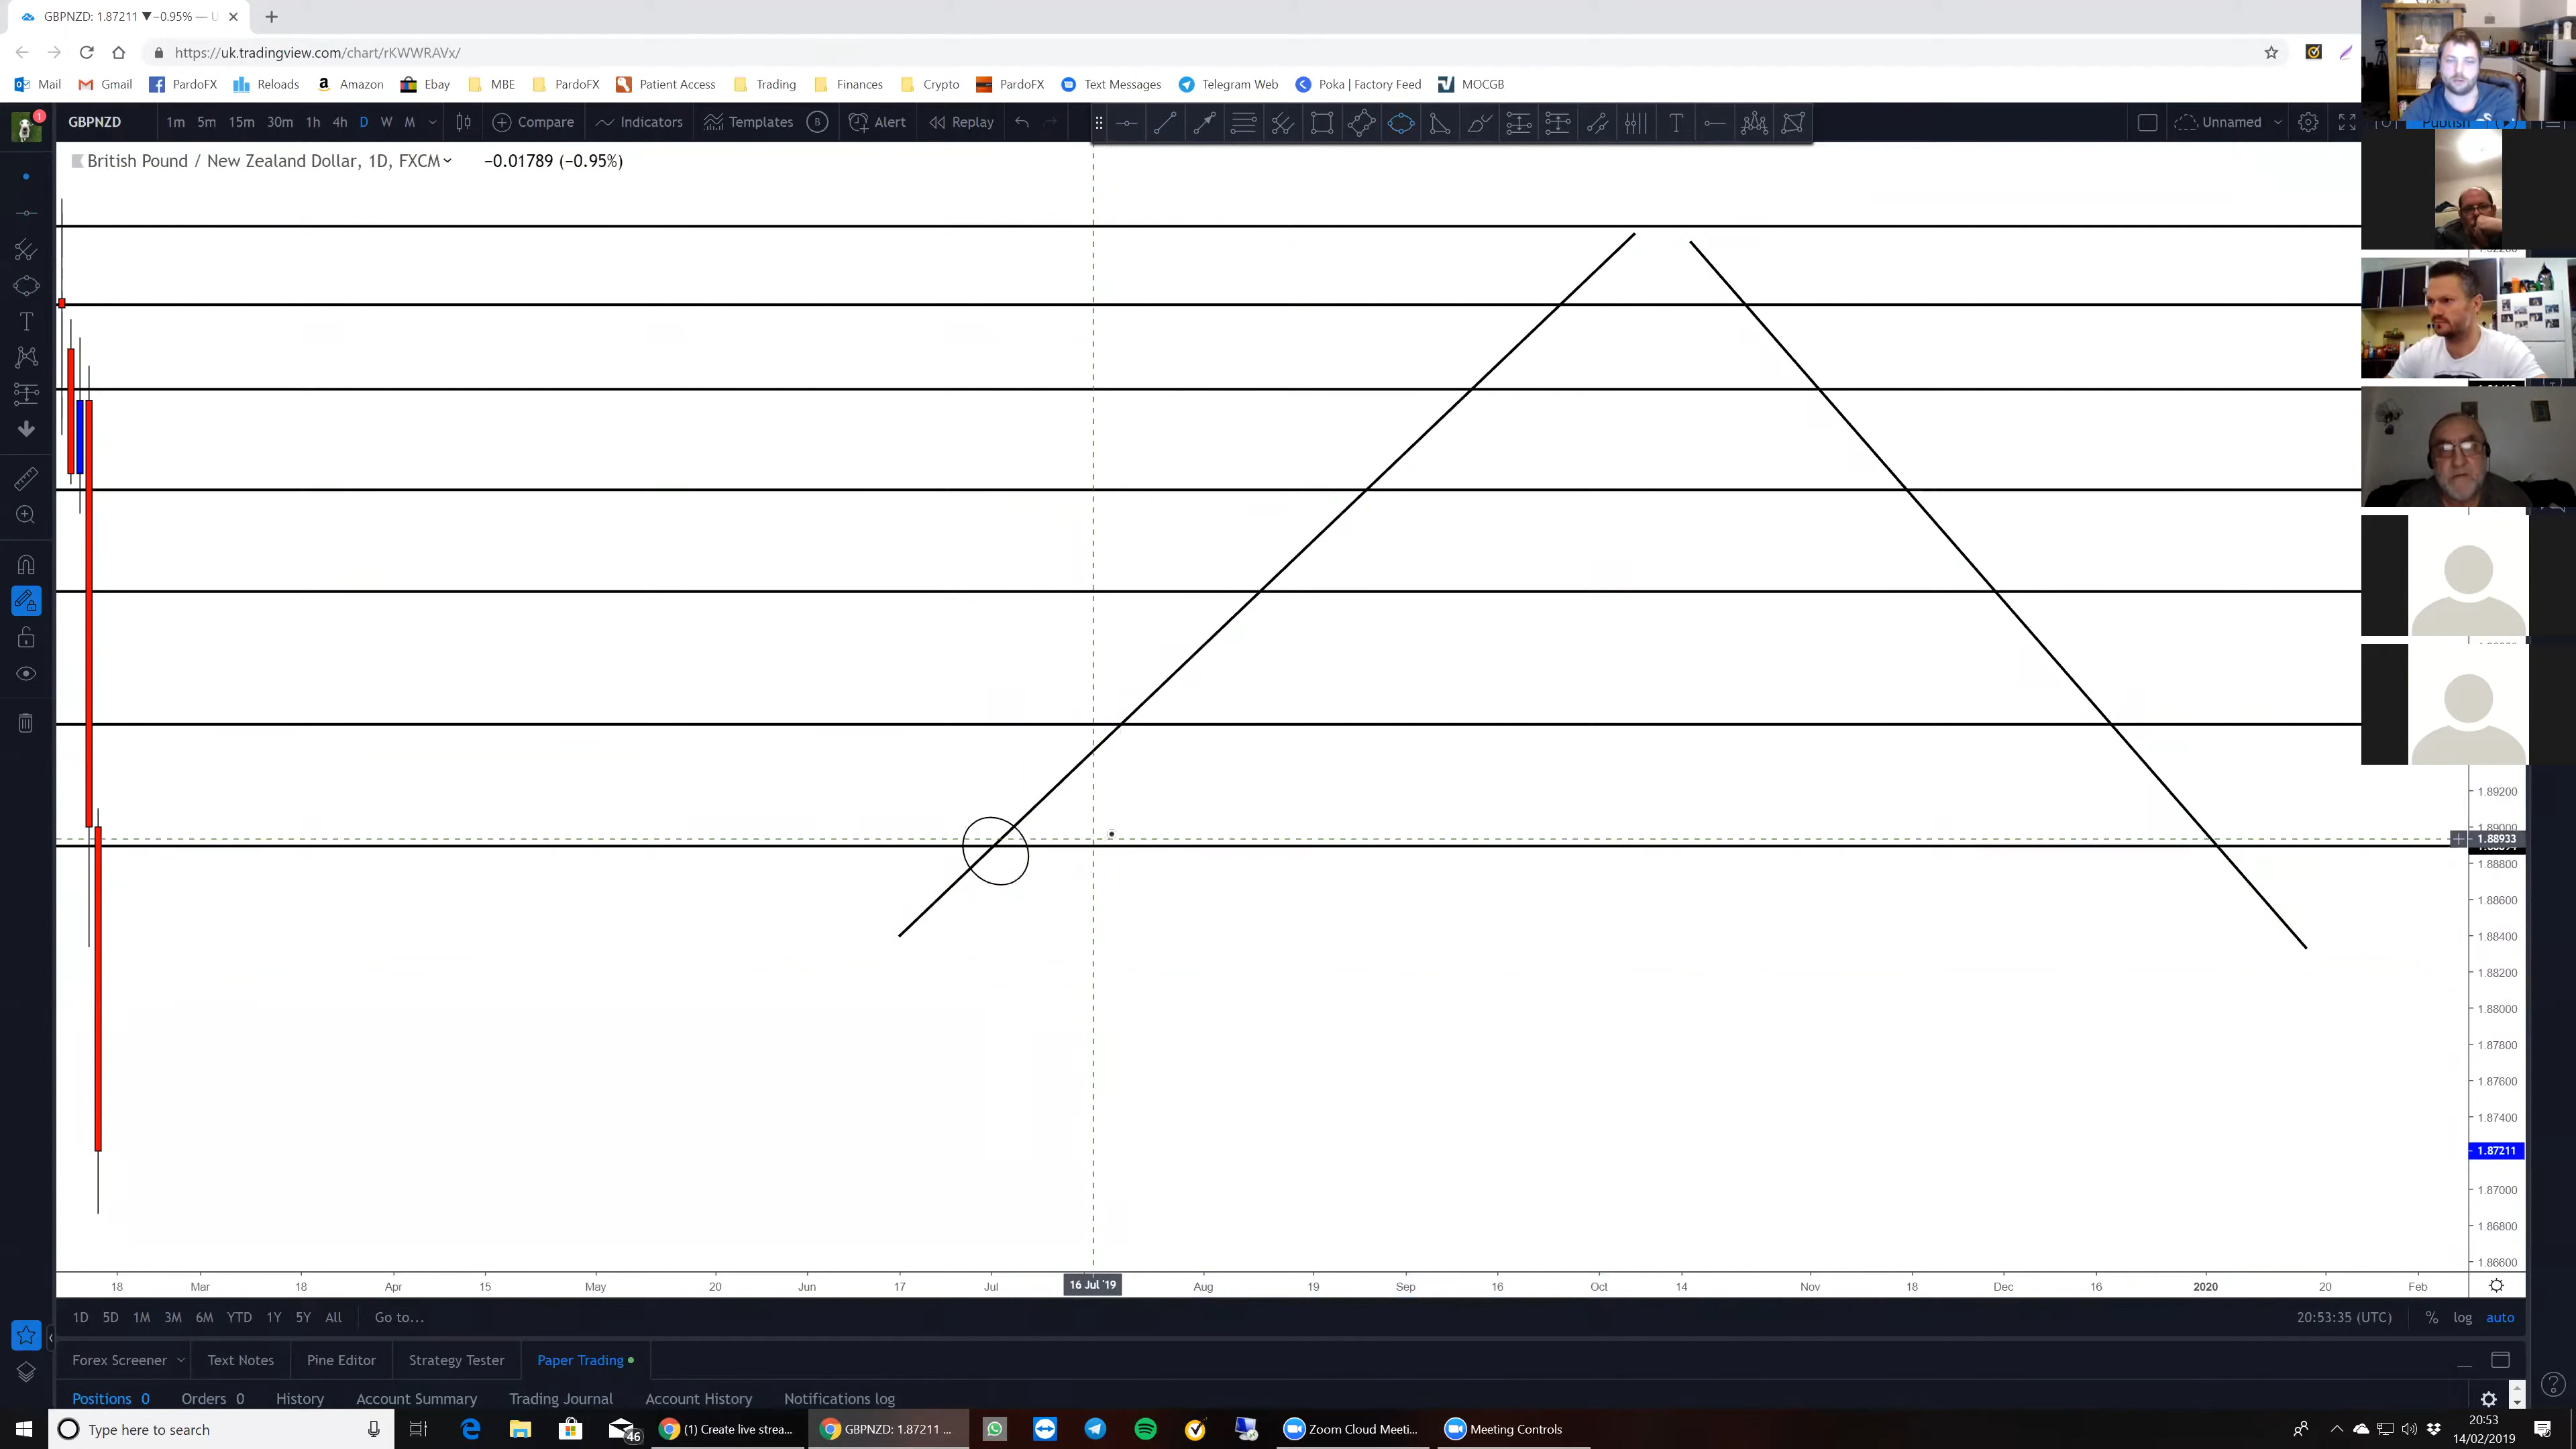 GBPNZD: 1.87211 ▼−0.95% — U
https://uk.tradingview.com/chart/rKWWRAVx/
Mail Gmail PardoFX Reloads Amazon Ebay MBE PardoFX Patient Access Trading Finances Crypto PardoFX Text Messages Telegram Web Poka | Factory Feed MOCGB
1 GBPNZD 1m 5m 15m 30m 1h 4h D W M Compare Indicators Templates B Alert Replay T Unnamed Publish
British Pound / New Zealand Dollar, 1D, FXCM −0.01789 (−0.95%)
1.89200
1.89000
1.88933
1.88800
1.88600
1.88400
1.88200
1.88000
1.87800
1.87600
1.87400
1.87211
1.87000
1.86800
1.86600
18 Mar 18 Apr 15 May 20 Jun 17 Jul 16 Jul '19 Aug 19 Sep 16 Oct 14 Nov 18 Dec 16 2020 20 Feb
1D 5D 1M 3M 6M YTD 1Y 5Y All Go to... 20:53:35 (UTC) % log auto
Forex Screener Text Notes Pine Editor Strategy Tester Paper Trading
Positions 0 Orders 0 History Account Summary Trading Journal Account History Notifications log
Type here to search 46 (1) Create live strea... GBPNZD: 1.87211 ... Zoom Cloud Meeti... Meeting Controls 20:53
14/02/2019